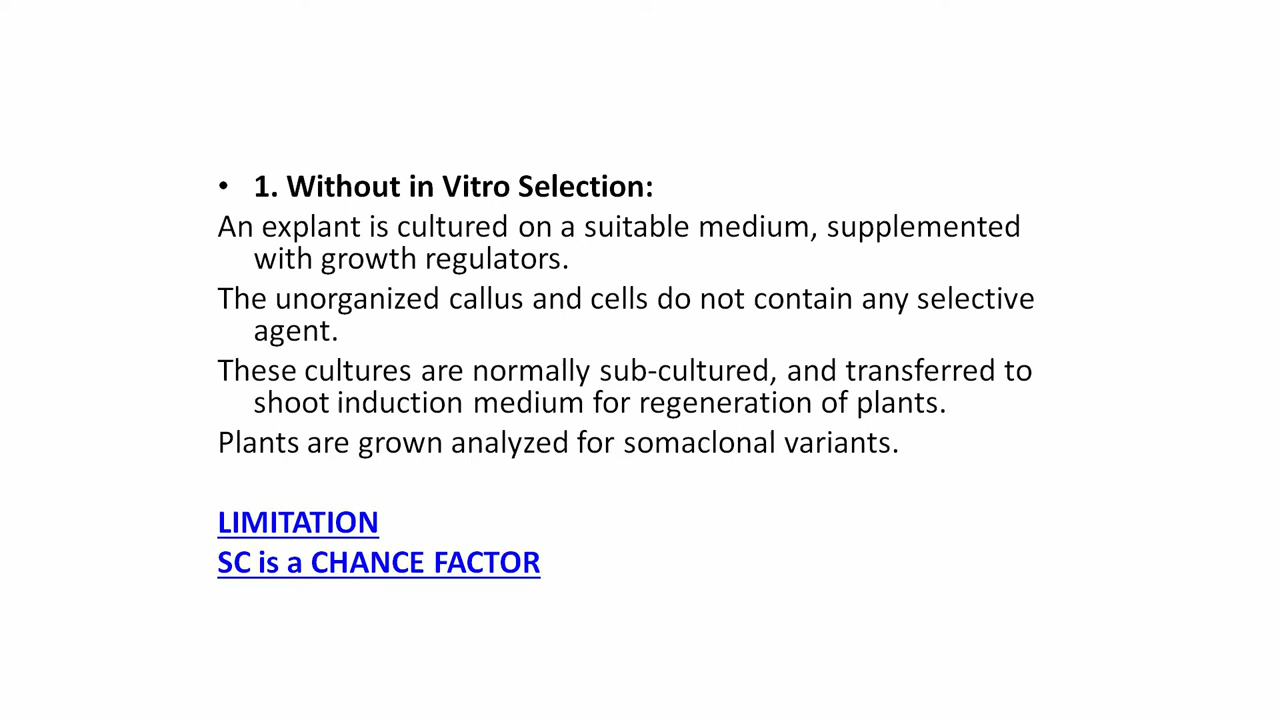 • 1. Without in Vitro Selection:
An explant is cultured on a suitable medium, supplemented
with growth regulators.
The unorganized callus and cells do not contain any selective
agent.
These cultures are normally sub-cultured, and transferred to
shoot induction medium for regeneration of plants.
Plants are grown analyzed for somaclonal variants.
LIMITATION
SC is a CHANCE FACTOR